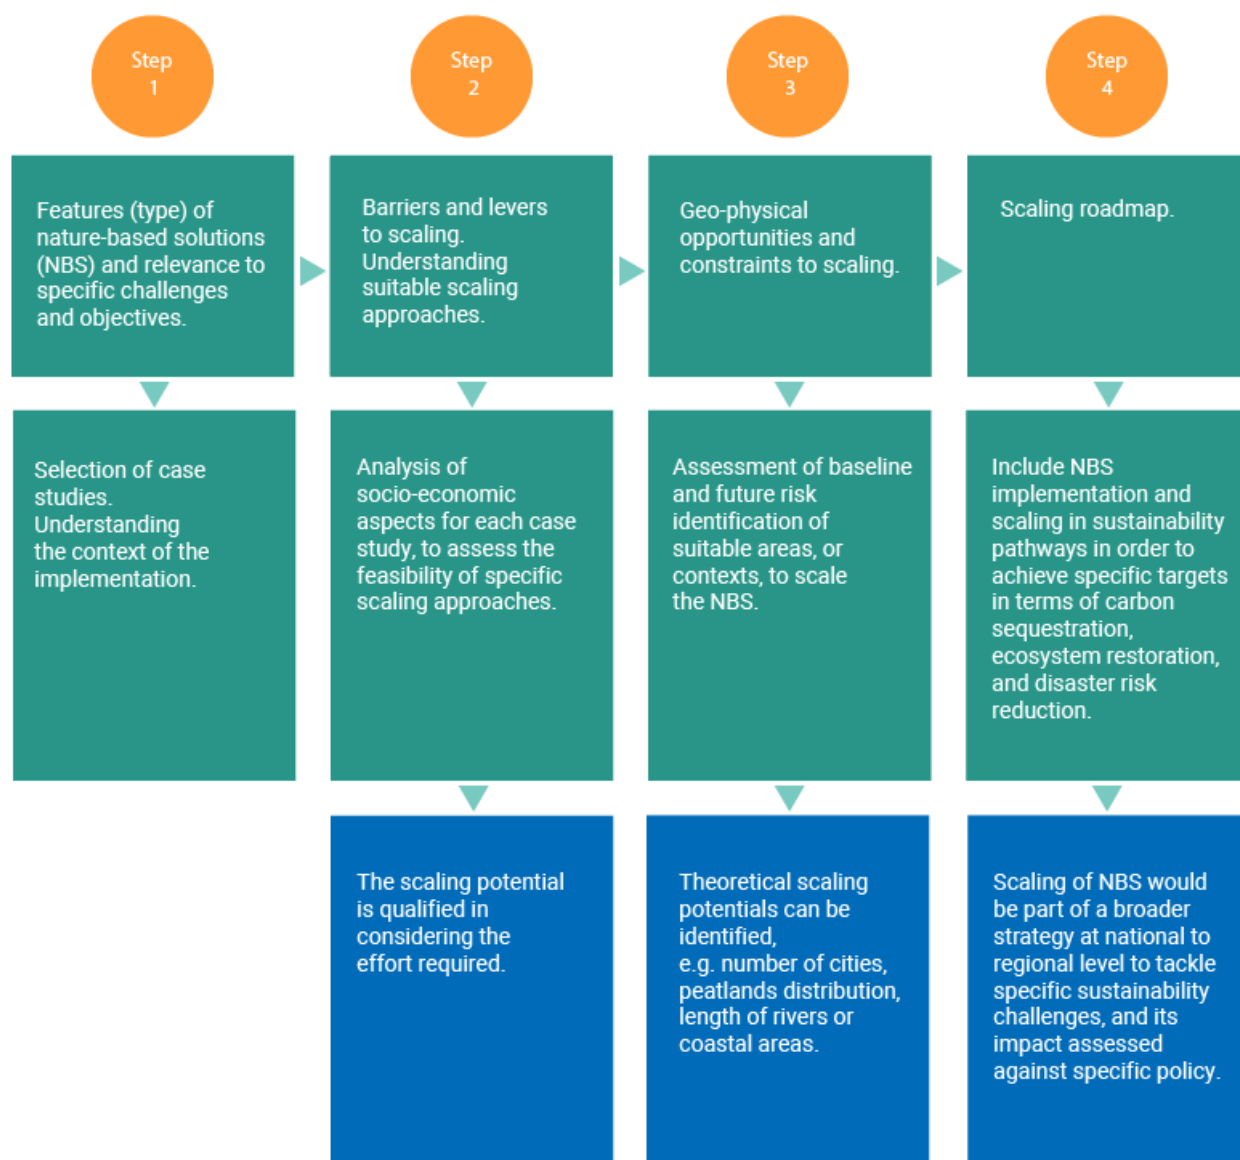 Step
1
Step
2
Step
3
Step
4
Features (type) of
nature-based solutions
(NBS) and relevance to
specific challenges
and objectives.
Barriers and levers
to scaling.
Understanding
suitable scaling
approaches.
Geo-physical
opportunities and
constraints to scaling.
Scaling roadmap.
Selection of case
studies.
Understanding
the context of the
implementation.
Analysis of
socio-economic
aspects for each case
study, to assess the
feasibility of specific
scaling approaches.
Assessment of baseline
and future risk
identification of
suitable areas, or
contexts, to scale
the NBS.
Include NBS
implementation and
scaling in sustainability
pathways in order to
achieve specific targets
in terms of carbon
sequestration,
ecosystem restoration,
and disaster risk
reduction.
The scaling potential
is qualified in
considering the
effort required.
Theoretical scaling
potentials can be
identified,
e.g. number of cities,
peatlands distribution,
length of rivers or
coastal areas.
Scaling of NBS would
be part of a broader
strategy at national to
regional level to tackle
specific sustainability
challenges, and its
impact assessed
against specific policy.